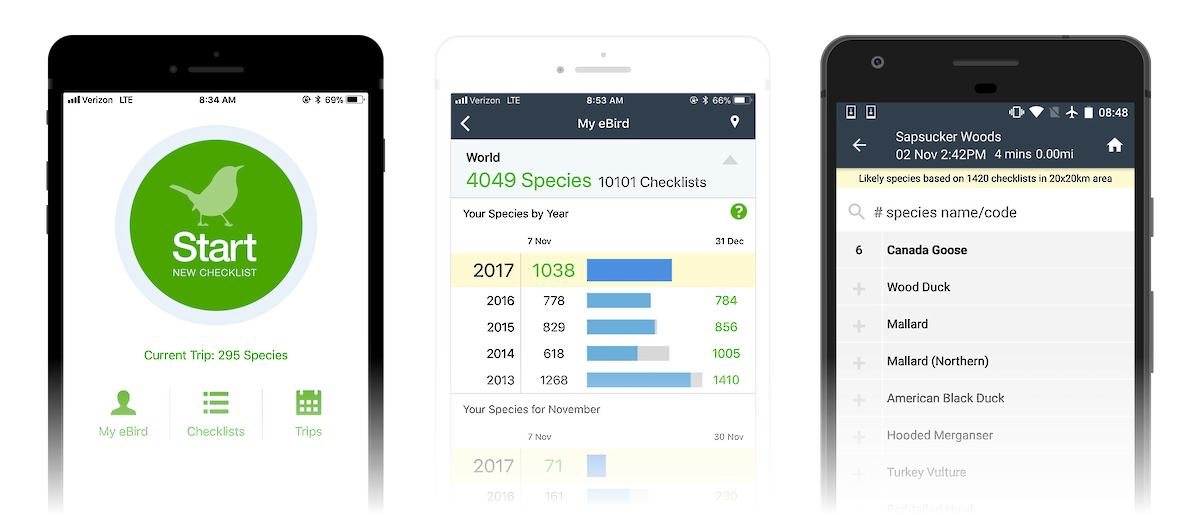 Verizon LTE 8:34 AM 69%
Start
NEW CHECKLIST
Current Trip: 295 Species
My eBird Checklists Trips
Verizon LTE 8:53 AM 66%
My eBird
World
4049 Species 10101 Checklists
Your Species by Year ?
7 Nov 31 Dec
2017 1038
2016 778 784
2015 829 856
2014 618 1005
2013 1268 1410
Your Species for November
7 Nov 30 Nov
2017 71
2016 161 230
08:48
Sapsucker Woods
02 Nov 2:42PM 4 mins 0.00mi
Likely species based on 1420 checklists in 20x20km area
# species name/code
6 Canada Goose
+ Wood Duck
+ Mallard
+ Mallard (Northern)
+ American Black Duck
+ Hooded Merganser
+ Turkey Vulture